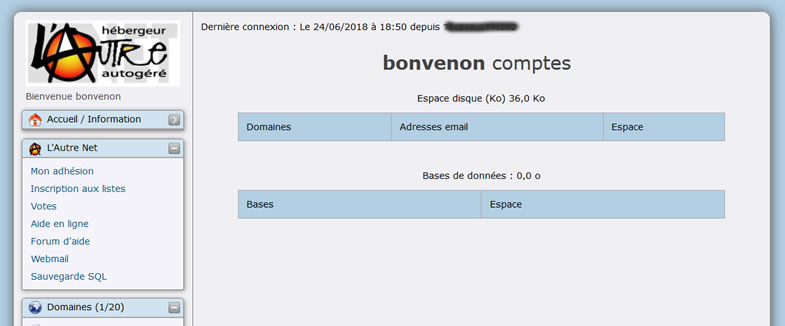 hébergeur
L'AUTRE
autogéré
Bienvenue bonvenon
Accueil / Information
L'Autre Net
Mon adhésion
Inscription aux listes
Votes
Aide en ligne
Forum d'aide
Webmail
Sauvegarde SQL
Domaines (1/20)
Dernière connexion : Le 24/06/2018 à 18:50 depuis
bonvenon comptes
Espace disque (Ko) 36,0 Ko
Domaines Adresses email Espace
Bases de données : 0,0 o
Bases Espace